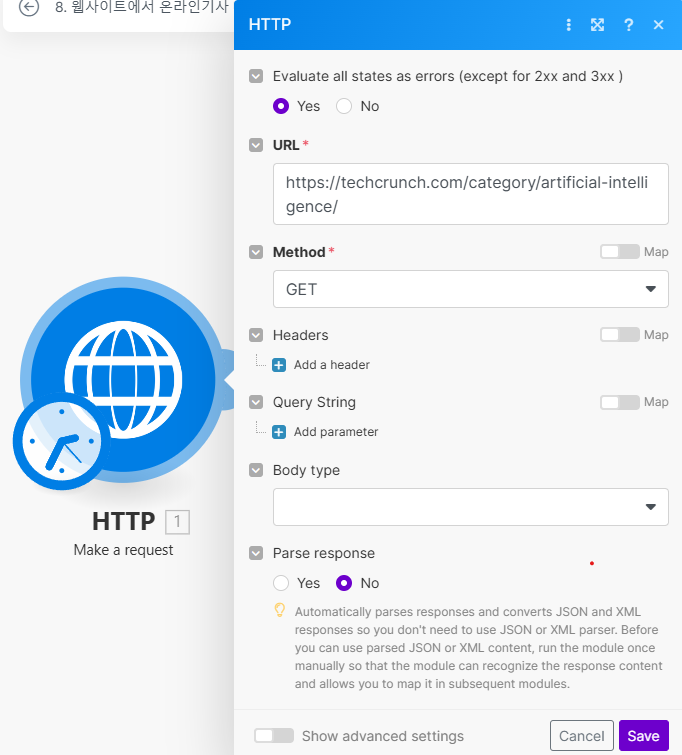 8. 웹사이트에서 온라인기사
HTTP
Evaluate all states as errors (except for 2xx and 3xx )
Yes No
URL *
https://techcrunch.com/category/artificial-intelli
gence/
Method * Map
GET
Headers Map
Add a header
Query String Map
Add parameter
Body type
Parse response
Yes No
Automatically parses responses and converts JSON and XML
responses so you don't need to use JSON or XML parser. Before
you can use parsed JSON or XML content, run the module once
manually so that the module can recognize the response content
and allows you to map it in subsequent modules.
Show advanced settings Cancel Save
HTTP 1
Make a request